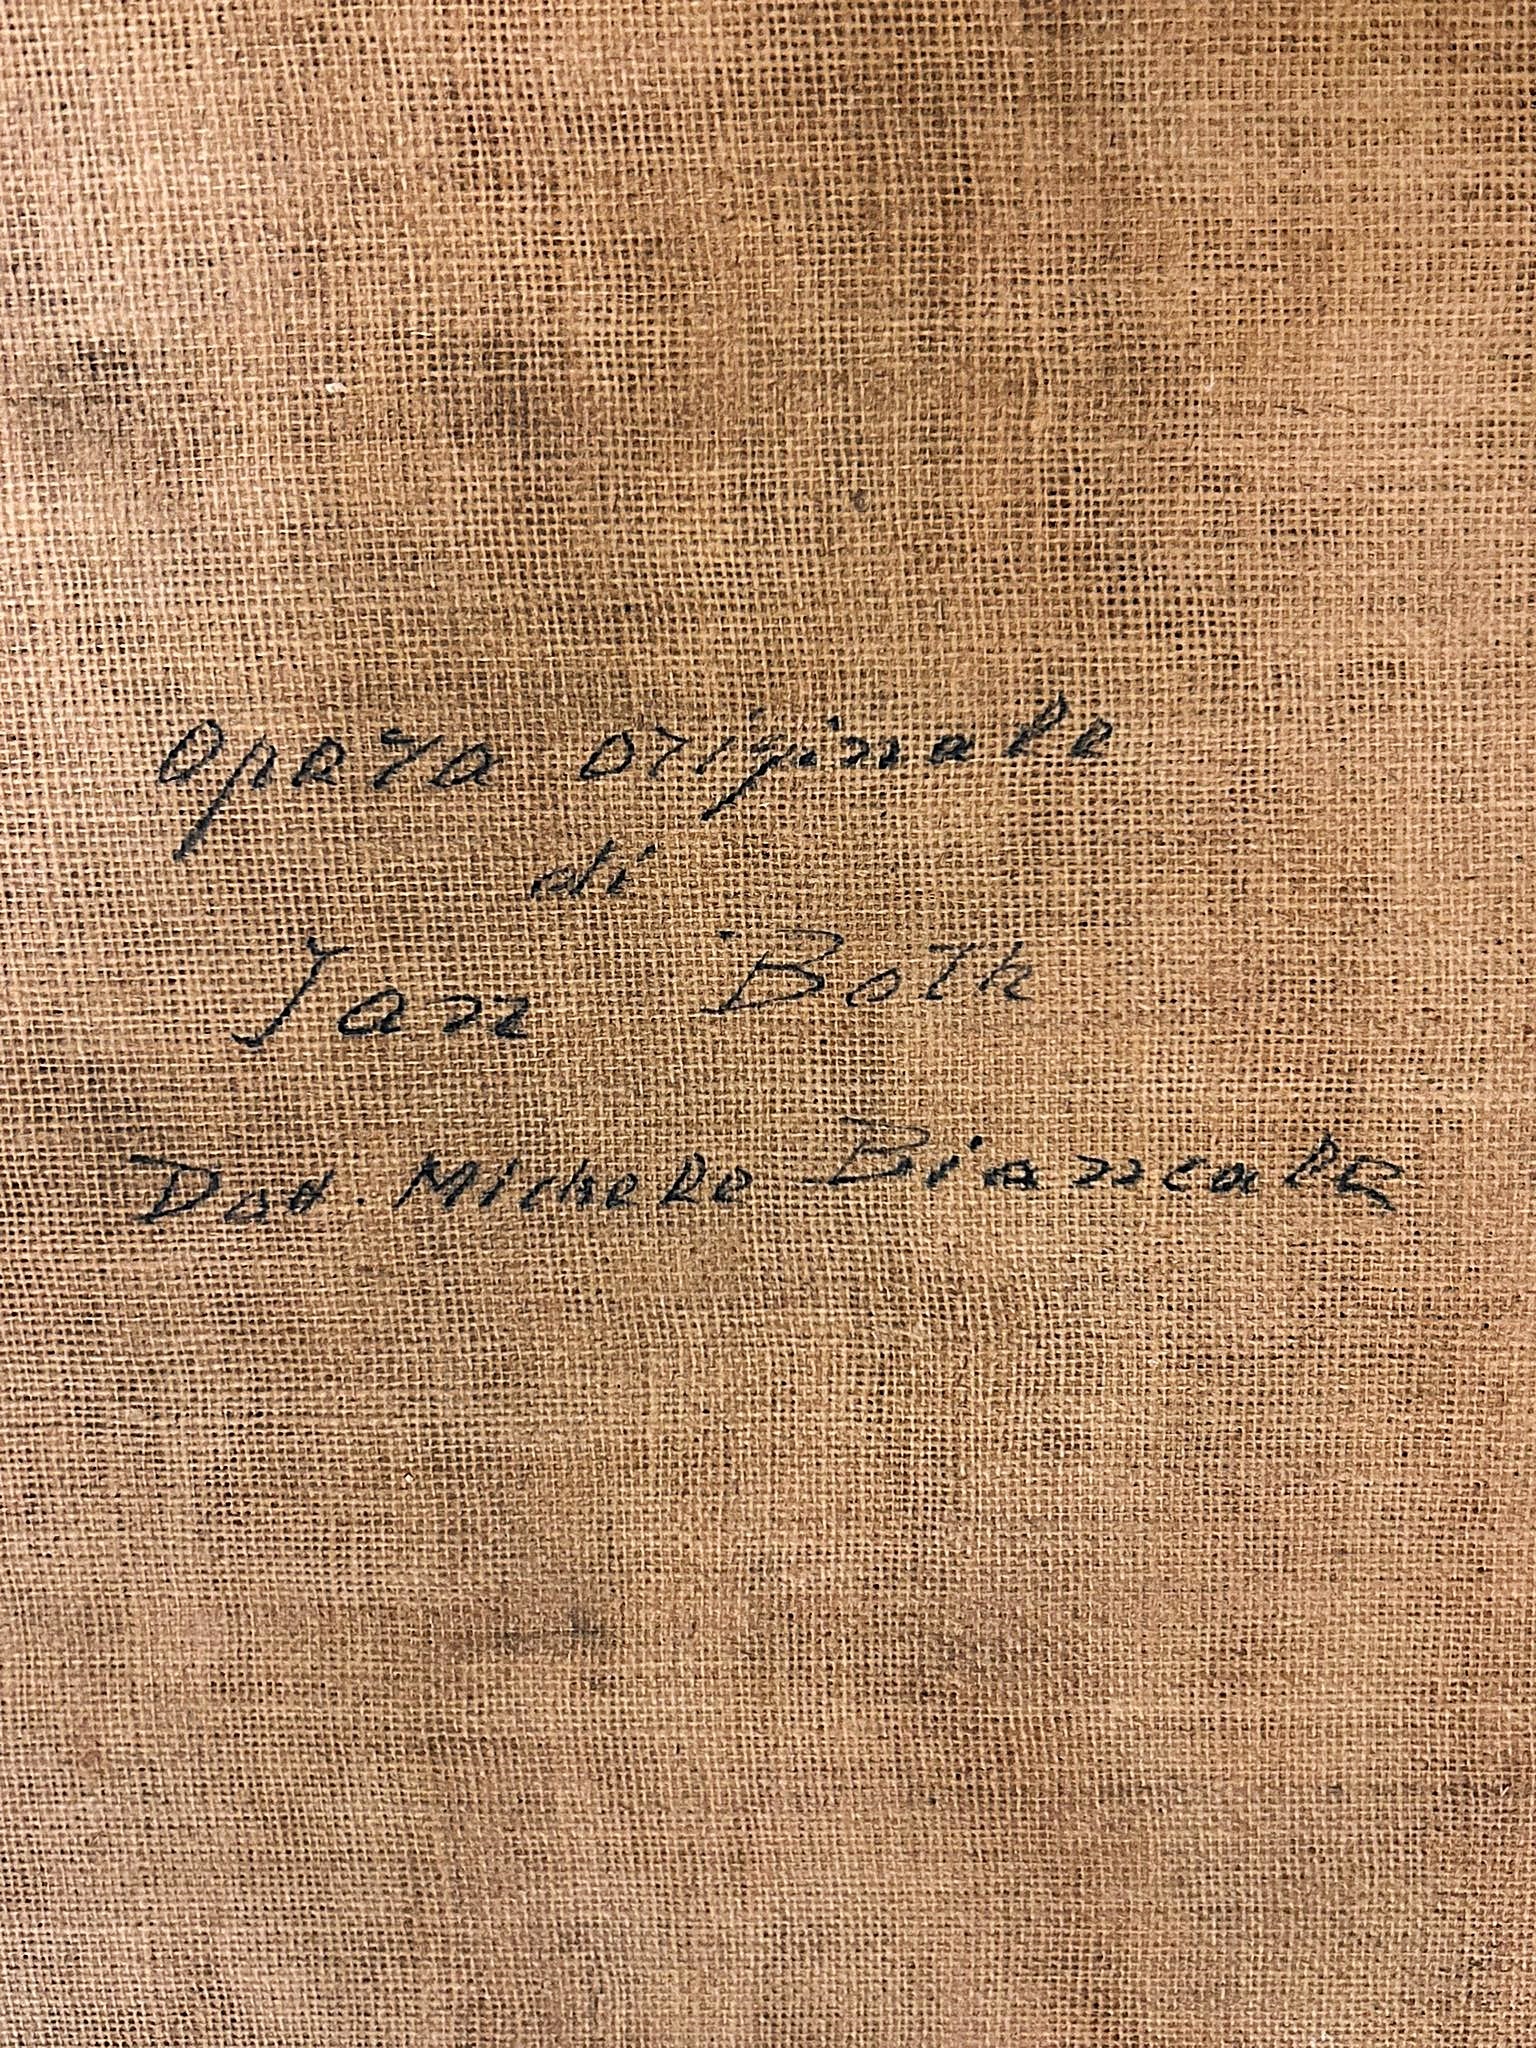 opera originale
di
Jan Both
Dott. Michele Biancale